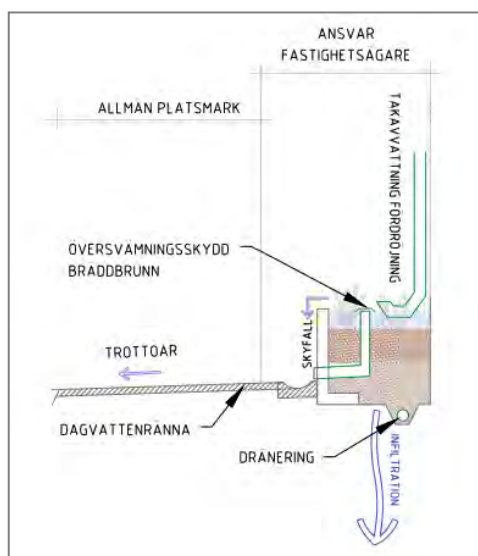 ANSVAR
FASTIGHETSÄGARE
ALLMÄN PLATSMARK
TAKAVVATTNING FÖRDRÖJNING
ÖVERSVÄMNINGSSKYDD
BRÄDDBRUNN
SKYFALL
TROTTOAR
DAGVATTENRÄNNA
DRÄNERING
INFILTRATION